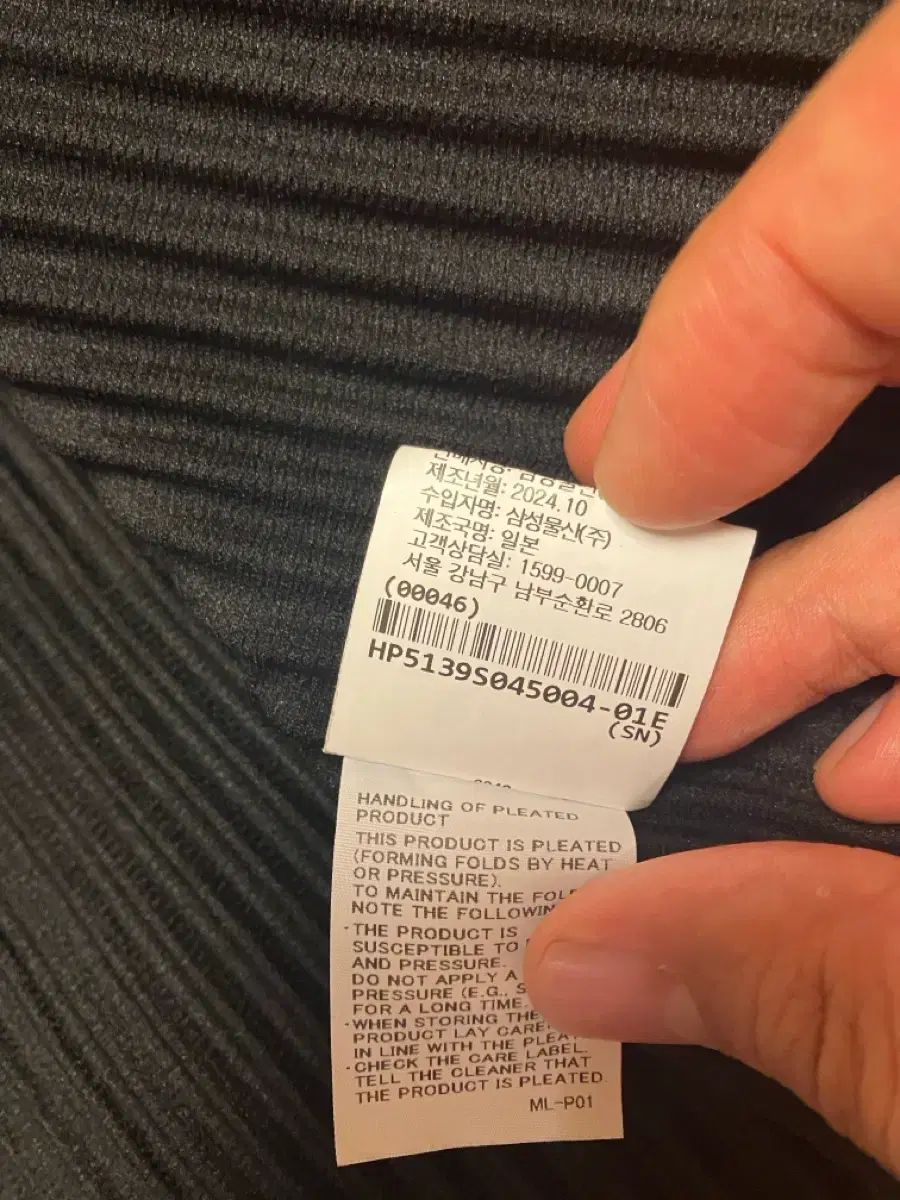 제조년월: 2024.10
수입자명: 삼성물산(주)
제조국명: 일본
고객상담실: 1599-0007
서울 강남구 남부순환로 2806
(00046)
HP5139S045004-01E
(SN)
HANDLING OF PLEATED
PRODUCT
THIS PRODUCT IS PLEATED
(FORMING FOLDS BY HEAT
OR PRESSURE).
TO MAINTAIN THE
NOTE THE
·THE PRODUCT IS
SUSCEPTIBLE TO
AND PRESSURE.
DO NOT APPLY A
PRESSURE (E.G.,
FOR A LONG TIME.
·WHEN STORING THE
PRODUCT LAY
IN LINE WITH THE
·CHECK THE CARE LABEL.
TELL THE CLEANER THAT
THE PRODUCT IS PLEATED
ML-P01